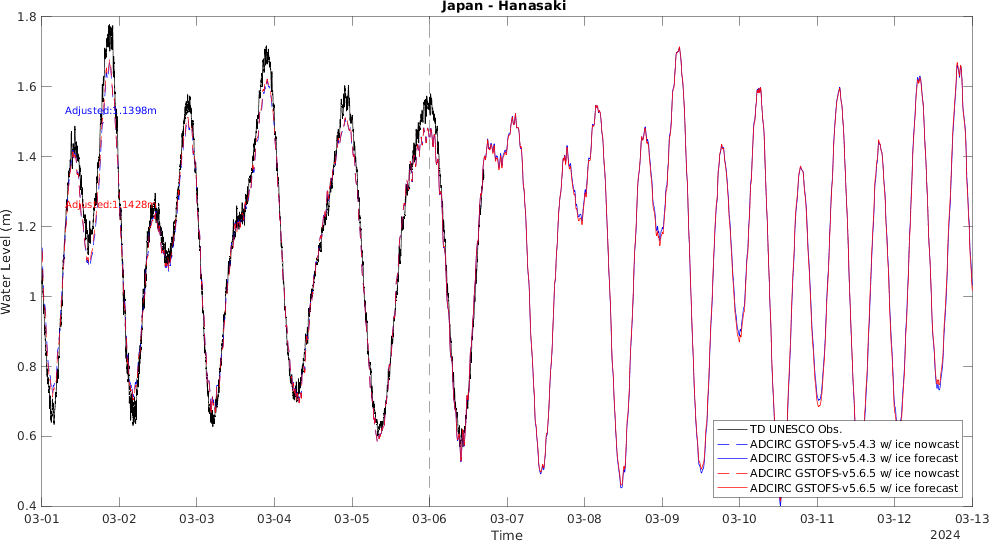 Japan - Hanasaki
1.8
1.6
1.4
1.2
1
0.8
0.6
0.4
Water Level (m)
Adjusted:1.1398m
Adjusted:1.1428m
TD UNESCO Obs.
ADCIRC GSTOFS-v5.4.3 w/ ice nowcast
ADCIRC GSTOFS-v5.4.3 w/ ice forecast
ADCIRC GSTOFS-v5.6.5 w/ ice nowcast
ADCIRC GSTOFS-v5.6.5 w/ ice forecast
03-01 03-02 03-03 03-04 03-05 03-06 03-07 03-08 03-09 03-10 03-11 03-12 03-13
Time
2024